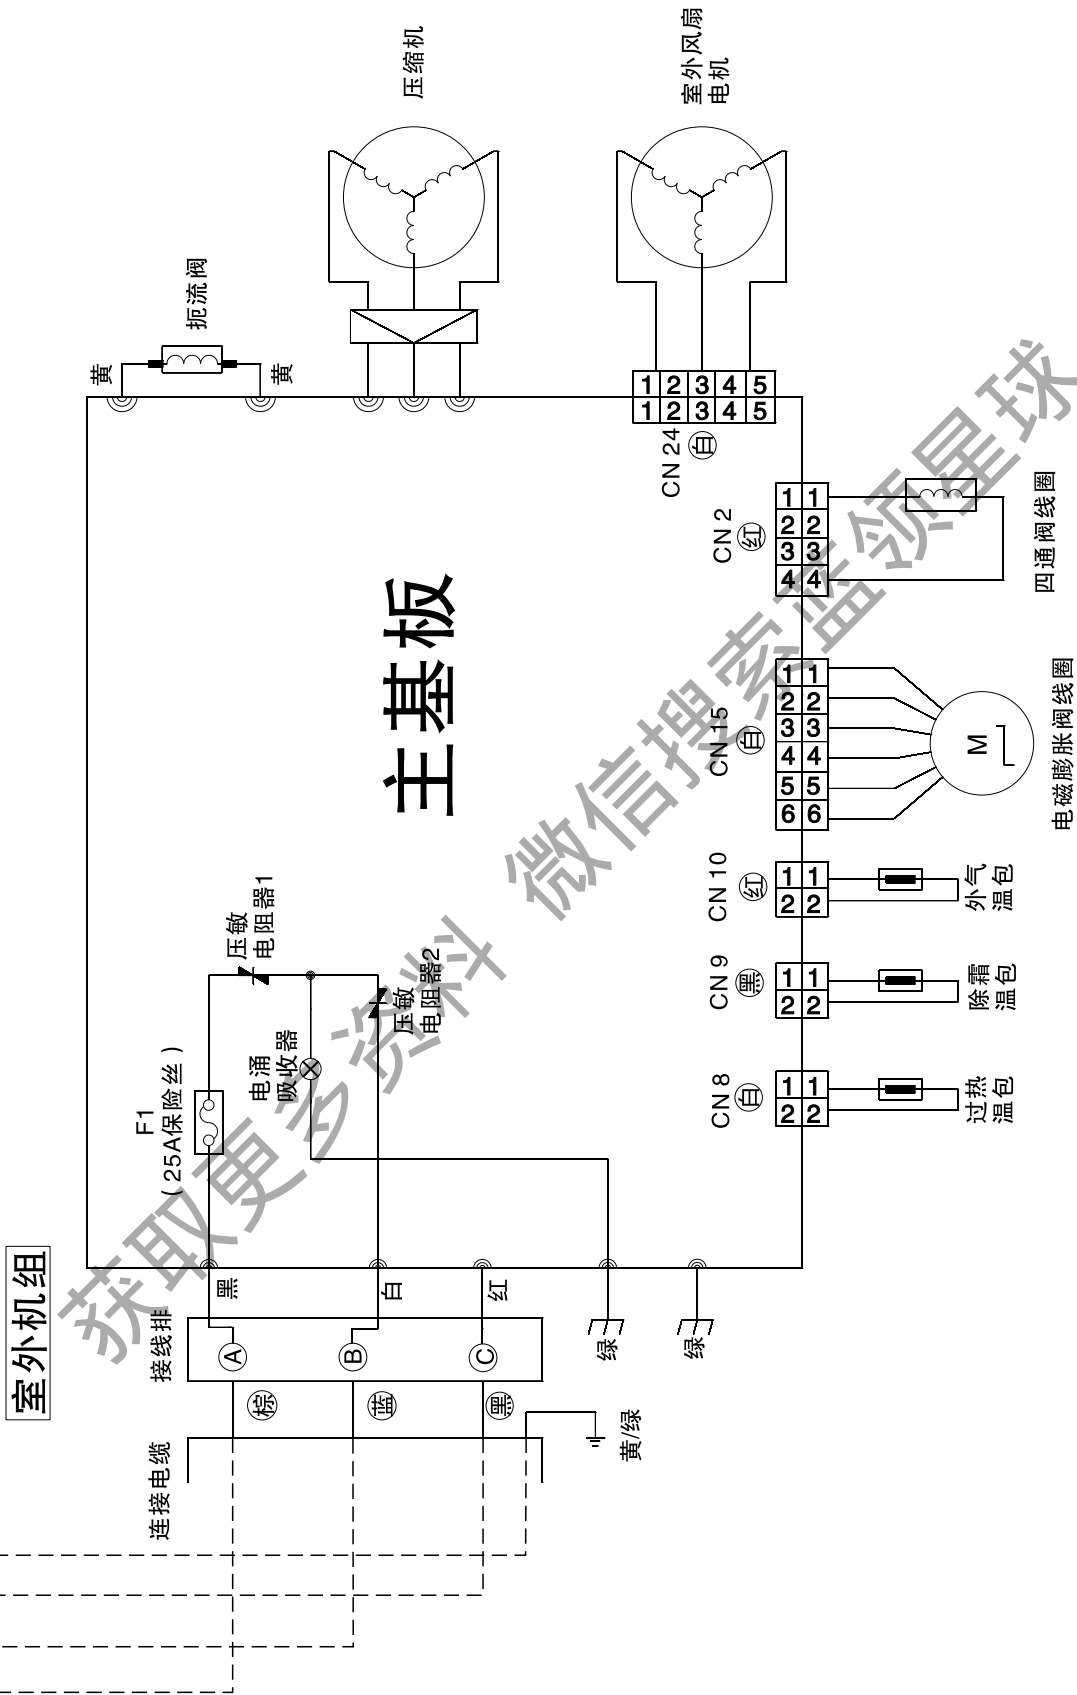 室外机组
连接电缆
接线排
棕
蓝
黑
A
B
C
黑
白
红
绿
绿
黄/绿
F1
(25A保险丝)
压敏
电阻器1
电涌
吸收器
压敏
电阻器2
主基板
黄
黄
扼流阀
压缩机
室外风扇
电机
CN 24
白
1 2 3 4 5
1 2 3 4 5
CN 2
红
1 1
2 2
3 3
4 4
四通阀线圈
CN 15
白
1 1
2 2
3 3
4 4
5 5
6 6
M
电磁膨胀阀线圈
CN 10
红
1 1
2 2
外气
温包
CN 9
黑
1 1
2 2
除霜
温包
CN 8
白
1 1
2 2
过热
温包
获取更多资料 微信搜索蓝领星球